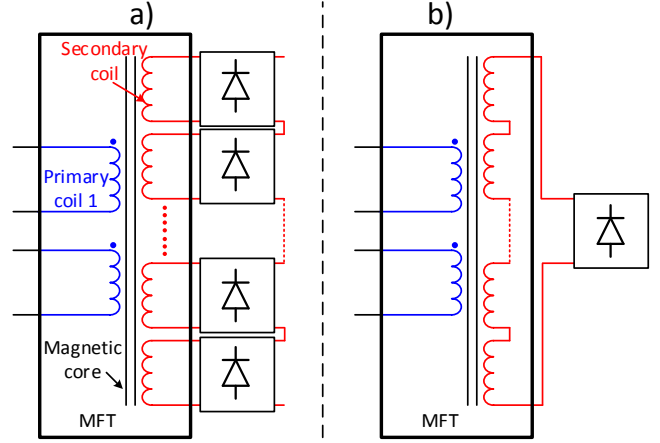 a)
b)
Secondary
coil
Primary
coil 1
Magnetic
core
MFT
MFT